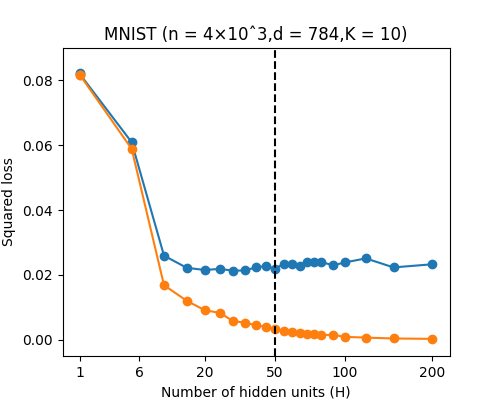 MNIST (n = 4×10ˆ3,d = 784,K = 10)
0.08
0.06
0.04
0.02
0.00
Squared loss
1 6 20 50 100 200
Number of hidden units (H)